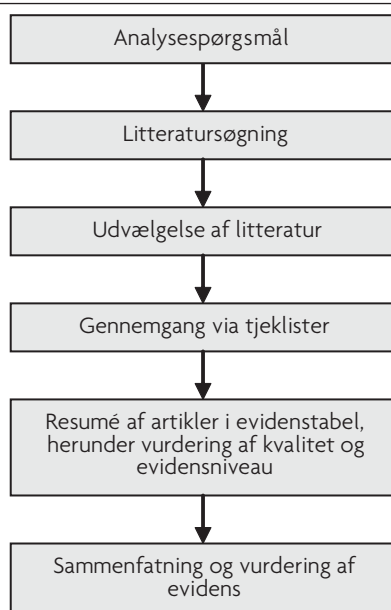 Analysespørgsmål
Litteratursøgning
Udvælgelse af litteratur
Gennemgang via tjeklister
Resumé af artikler i evidenstabel,
herunder vurdering af kvalitet og
evidensniveau
Sammenfatning og vurdering af
evidens